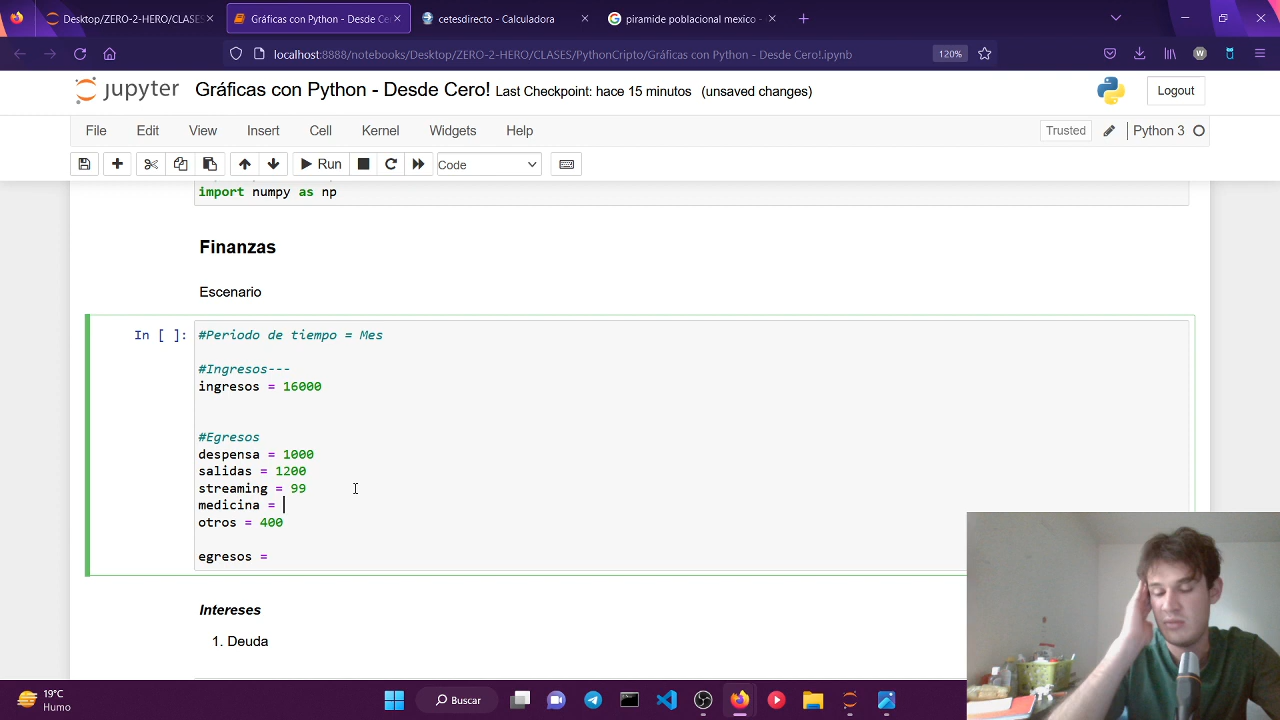 Desktop/ZERO-2-HERO/CLASES
Gráficas con Python - Desde Ce
etesdirecto - Calculadora
piramide poblacional mexico -
localhost:8888/notebooks/Desktop/ZERO-2-HERO/CLASES/PythonCripto/Gráficas con Python - Desde Cero!.ipynb
120%
W
jupyter Gráficas con Python - Desde Cero! Last Checkpoint: hace 15 minutos (unsaved changes)
Logout
File Edit View Insert Cell Kernel Widgets Help
Trusted
Python 3
Run
Code
import numpy as np
Finanzas
Escenario
In [ ]:
#Periodo de tiempo = Mes
#Ingresos---
ingresos = 16000
#Egresos
despensa = 1000
salidas = 1200
streaming = 99
medicina =
otros = 400
egresos =
Intereses
1. Deuda
19°C
Humo
Buscar